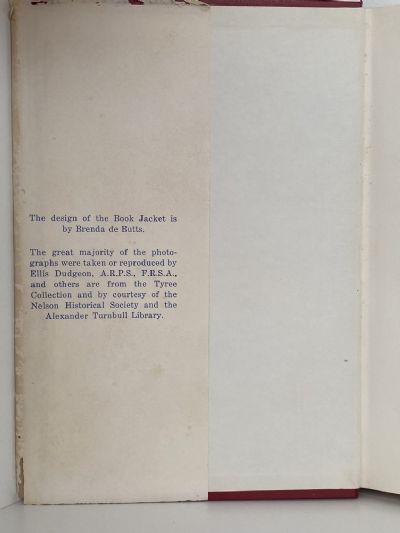 The design of the Book Jacket is
by Brenda de Butts.
The great majority of the photo-
graphs were taken or reproduced by
Ellis Dudgeon, A.R.P.S., F.R.S.A.,
and others are from the Tyree
Collection and by courtesy of the
Nelson Historical Society and the
Alexander Turnbull Library.